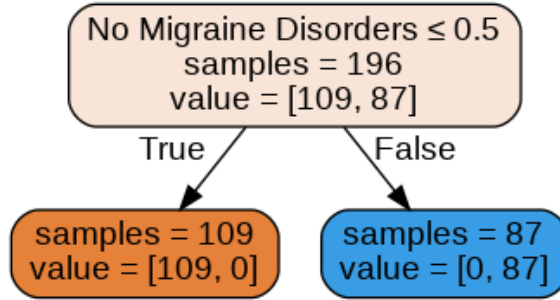 No Migraine Disorders ≤ 0.5
samples = 196
value = [109, 87]
True
False
samples = 109
value = [109, 0]
samples = 87
value = [0, 87]